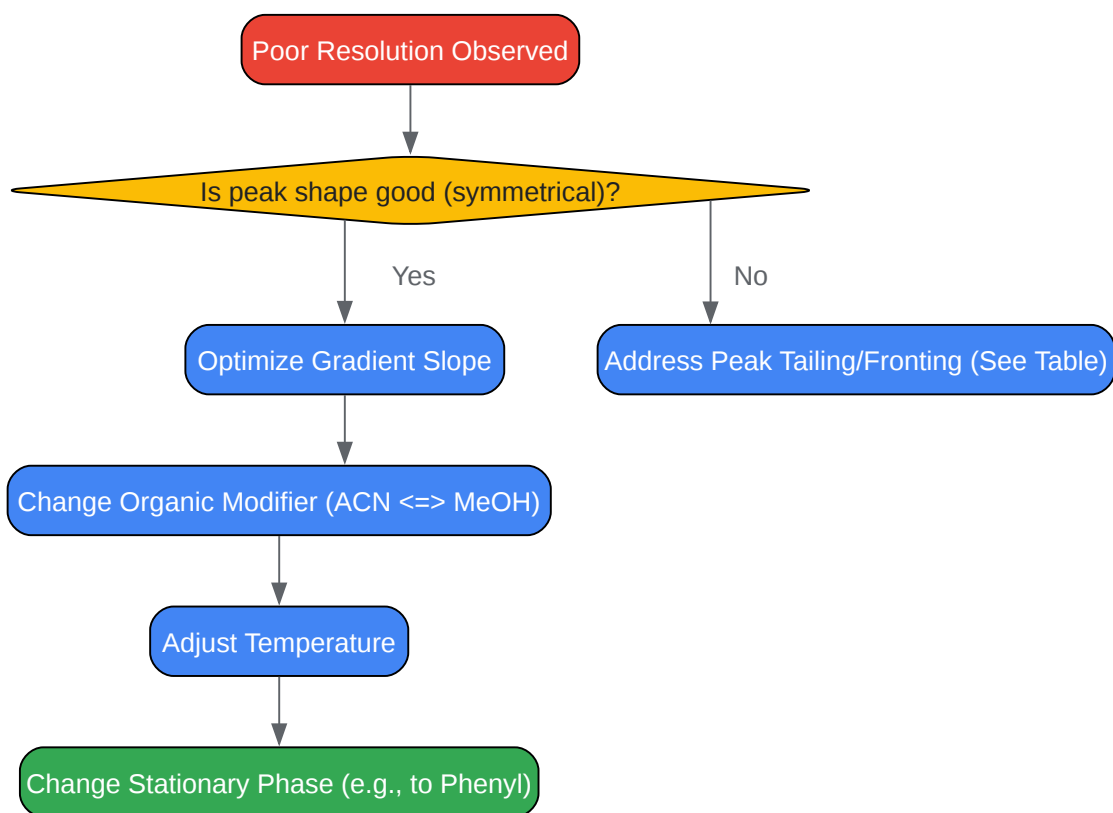 Poor Resolution Observed
Is peak shape good (symmetrical)?
Yes
No
Optimize Gradient Slope
Address Peak Tailing/Fronting (See Table)
Change Organic Modifier (ACN <=> MeOH)
Adjust Temperature
Change Stationary Phase (e.g., to Phenyl)